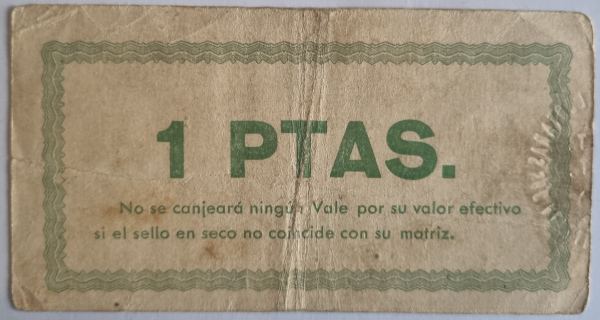 1 PTAS.
No se canjeará ningún Vale por su valor efectivo
si el sello en seco no coincide con su matriz.